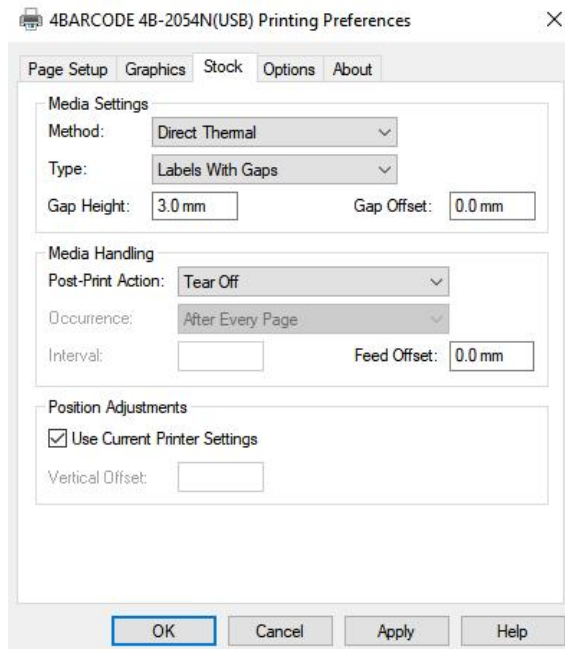 4BARCODE 4B-2054N(USB) Printing Preferences
Page Setup Graphics Stock Options About
Media Settings
Method: Direct Thermal
Type: Labels With Gaps
Gap Height: 3.0 mm Gap Offset: 0.0 mm
Media Handling
Post-Print Action: Tear Off
Occurrence: After Every Page
Interval: Feed Offset: 0.0 mm
Position Adjustments
Use Current Printer Settings
Vertical Offset:
OK Cancel Apply Help